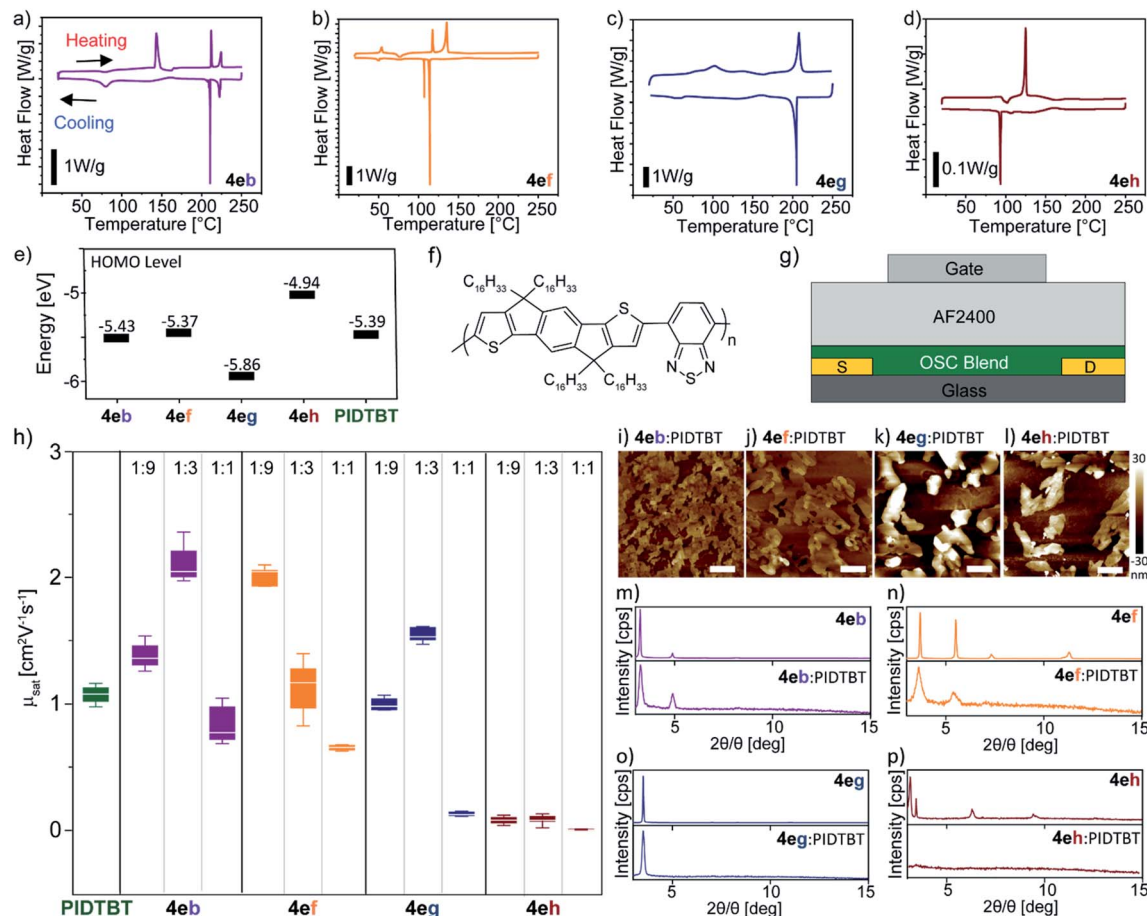 a)
Heat Flow [W/g]
Heating
Cooling
1W/g
4eb
0 50 100 150 200 250
Temperature [°C]
b)
Heat Flow [W/g]
1W/g
4ef
0 50 100 150 200 250
Temperature [°C]
c)
Heat Flow [W/g]
1W/g
4eg
0 50 100 150 200 250
Temperature [°C]
d)
Heat Flow [W/g]
0.1W/g
4eh
0 50 100 150 200 250
Temperature [°C]
e)
HOMO Level
Energy [eV]
-5
-6
-5.43
-5.37
-5.86
-4.94
-5.39
4eb 4ef 4eg 4eh PIDTBT
f)
C16H33 C16H33
S
S
n
N N
S
C16H33 C16H33
g)
Gate
AF2400
OSC Blend
S
D
Glass
h)
μsat [cm²V⁻¹s⁻¹]
3
2
1
0
1:9 1:3 1:1 1:9 1:3 1:1 1:9 1:3 1:1 1:9 1:3 1:1
PIDTBT 4eb 4ef 4eg 4eh
i) 4eb:PIDTBT
j) 4ef:PIDTBT
k) 4eg:PIDTBT
l) 4eh:PIDTBT
30
-30
nm
m)
Intensity [cps]
4eb
4eb:PIDTBT
5 10 15
2θ/θ [deg]
n)
Intensity [cps]
4ef
4ef:PIDTBT
5 10 15
2θ/θ [deg]
o)
Intensity [cps]
4eg
4eg:PIDTBT
5 10 15
2θ/θ [deg]
p)
Intensity [cps]
4eh
4eh:PIDTBT
5 10 15
2θ/θ [deg]